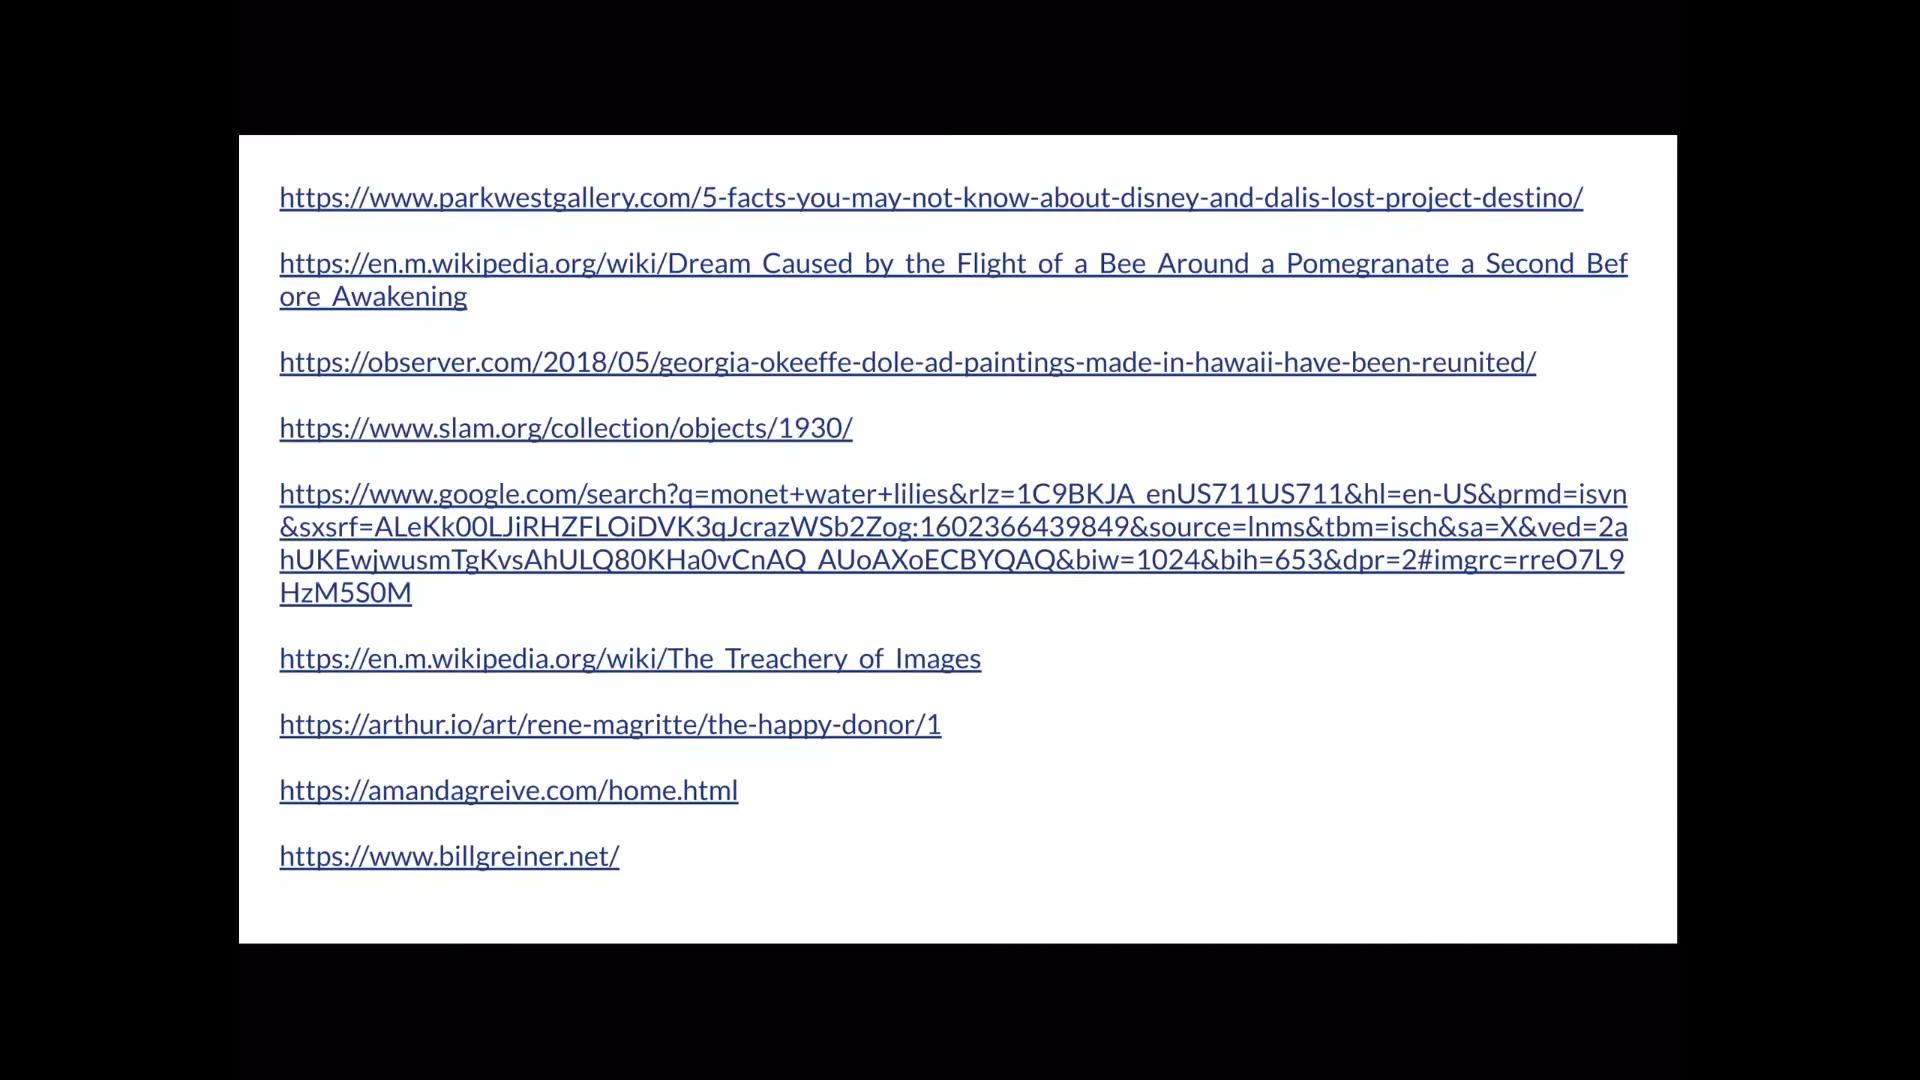 https://www.parkwestgallery.com/5-facts-you-may-not-know-about-disney-and-dalis-lost-project-destino/
https://en.m.wikipedia.org/wiki/Dream_Caused_by_the_Flight_of_a_Bee_Around_a_Pomegranate_a_Second_Bef
ore_Awakening
https://observer.com/2018/05/georgia-okeeffe-dole-ad-paintings-made-in-hawaii-have-been-reunited/
https://www.slam.org/collection/objects/1930/
https://www.google.com/search?q=monet+water+lilies&rlz=1C9BKJA_enUS711US711&hl=en-US&prmd=isvn
&sxsrf=ALeKk00LJiRHZFLOiDVK3qJcrazWSb2Zog:1602366439849&source=lnms&tbm=isch&sa=X&ved=2a
hUKEwjwusmTgKvsAhULQ80KHa0vCnAQ_AUoAXoECBYQAQ&biw=1024&bih=653&dpr=2#imgrc=rreO7L9
HzM5S0M
https://en.m.wikipedia.org/wiki/The_Treachery_of_Images
https://arthur.io/art/rene-magritte/the-happy-donor/1
https://amandagreive.com/home.html
https://www.billgreiner.net/